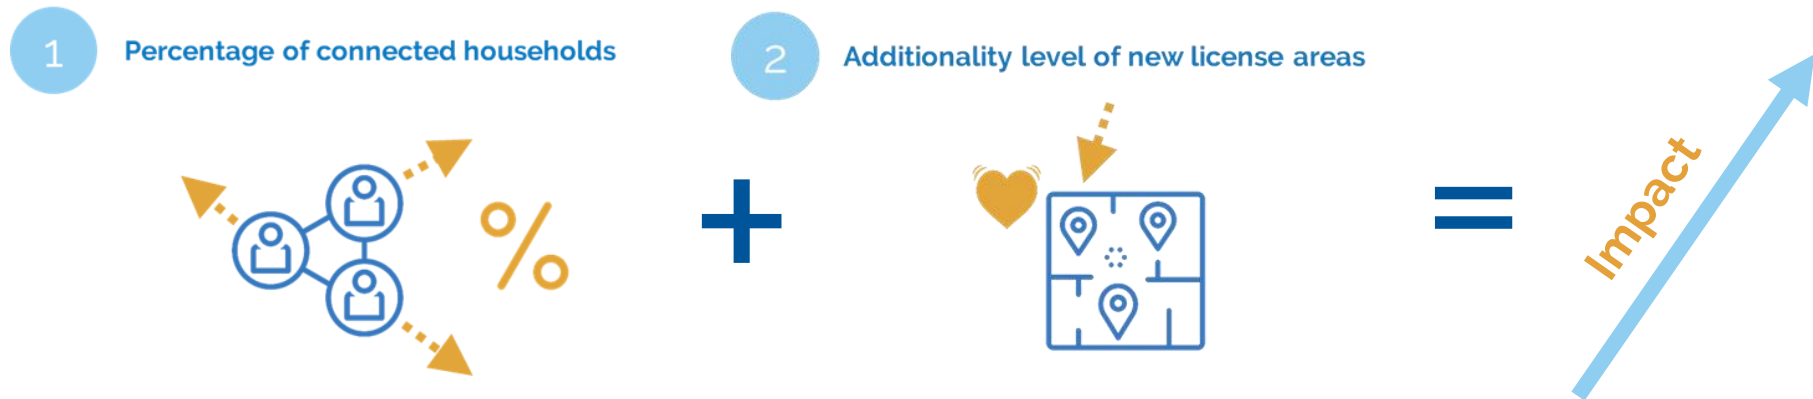 1
Percentage of connected households
2
Additionality level of new license areas
%
+
=
Impact